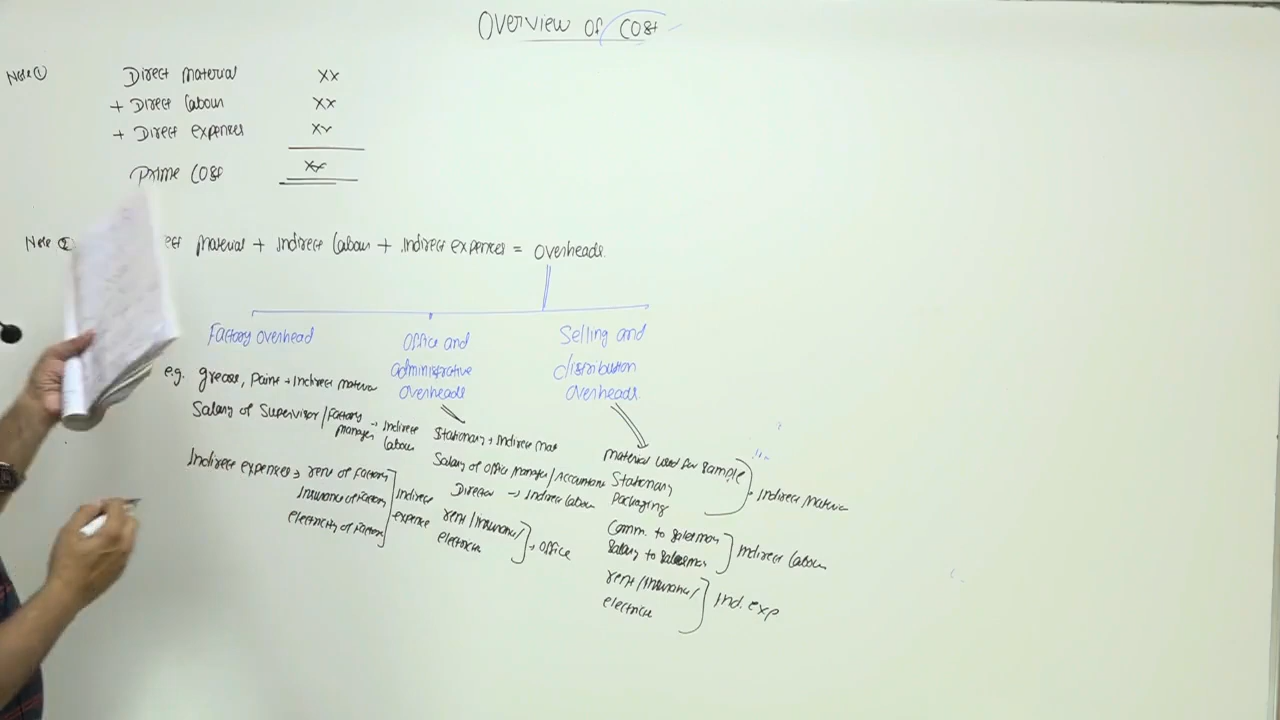 Overview of Cost
Note ①
Direct Material xx
+ Direct labour xx
+ Direct expenses xx
Prime Cost xx
Note ②
Material + Indirect labour + Indirect expenses = Overheads
Factory overhead
Office and
administrative
overheads
Selling and
distribution
overheads
e.g. grease, Paint → Indirect material
Salary of Supervisor / Factory manager → Indirect labour
Indirect expenses → rent of factory
Insurance of factory
electricity of factory
Indirect
expense
Stationary → Indirect mat
Salary of office manager / Accountant
Director → Indirect labour
rent / insurance /
electricity
→ office
Material used for sample
Stationary
Packaging
→ Indirect Material
Comm. to salesman
Salary to salesman
Indirect labour
rent / insurance /
electricity
Ind. exp